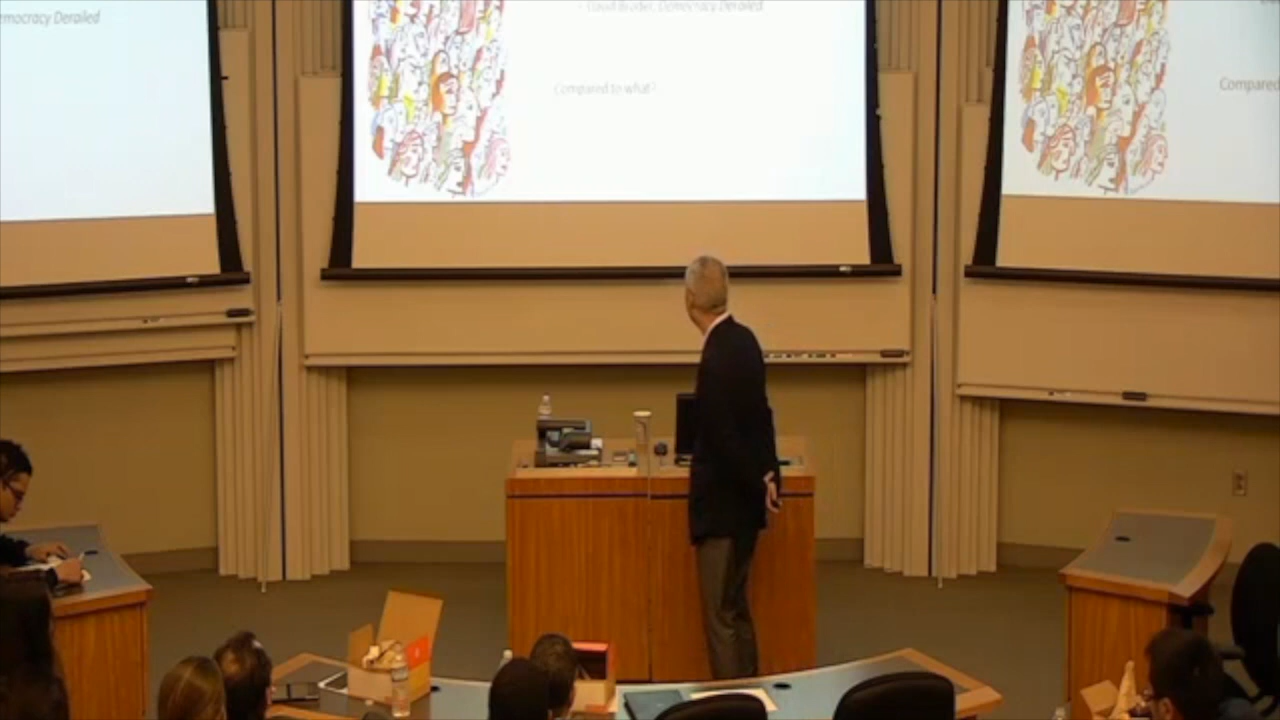 mocracy Derailed
- David Broder, Democracy Derailed
Compared to what?
Compared